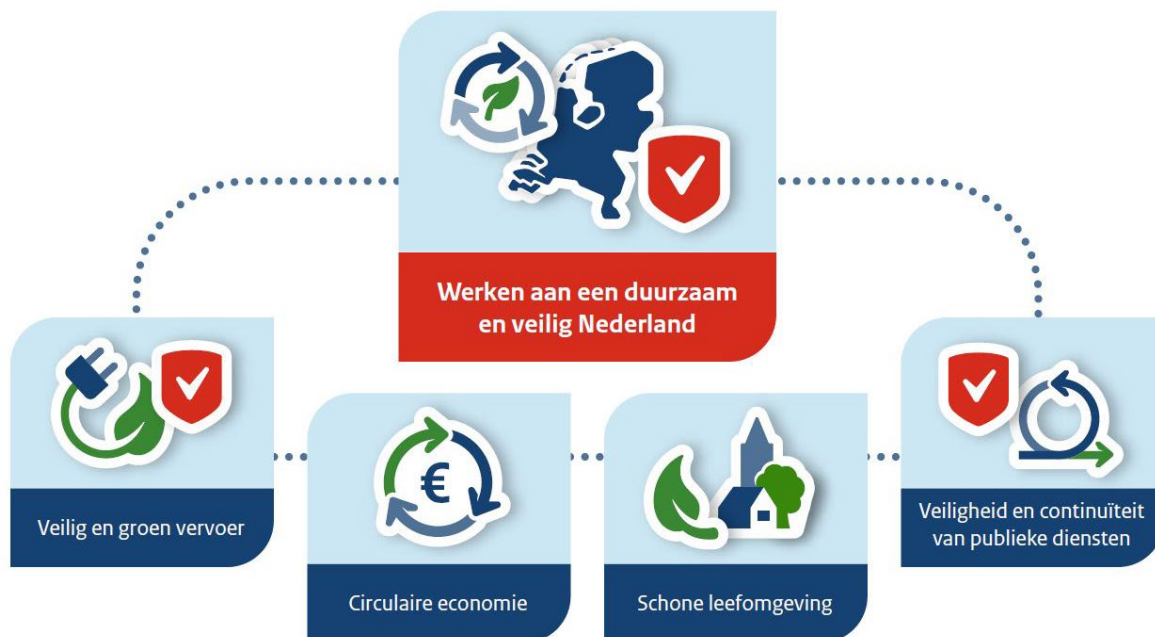 Werken aan een duurzaam
en veilig Nederland
Veilig en groen vervoer
€
Circulaire economie
Schone leefomgeving
Veiligheid en continuïteit
van publieke diensten